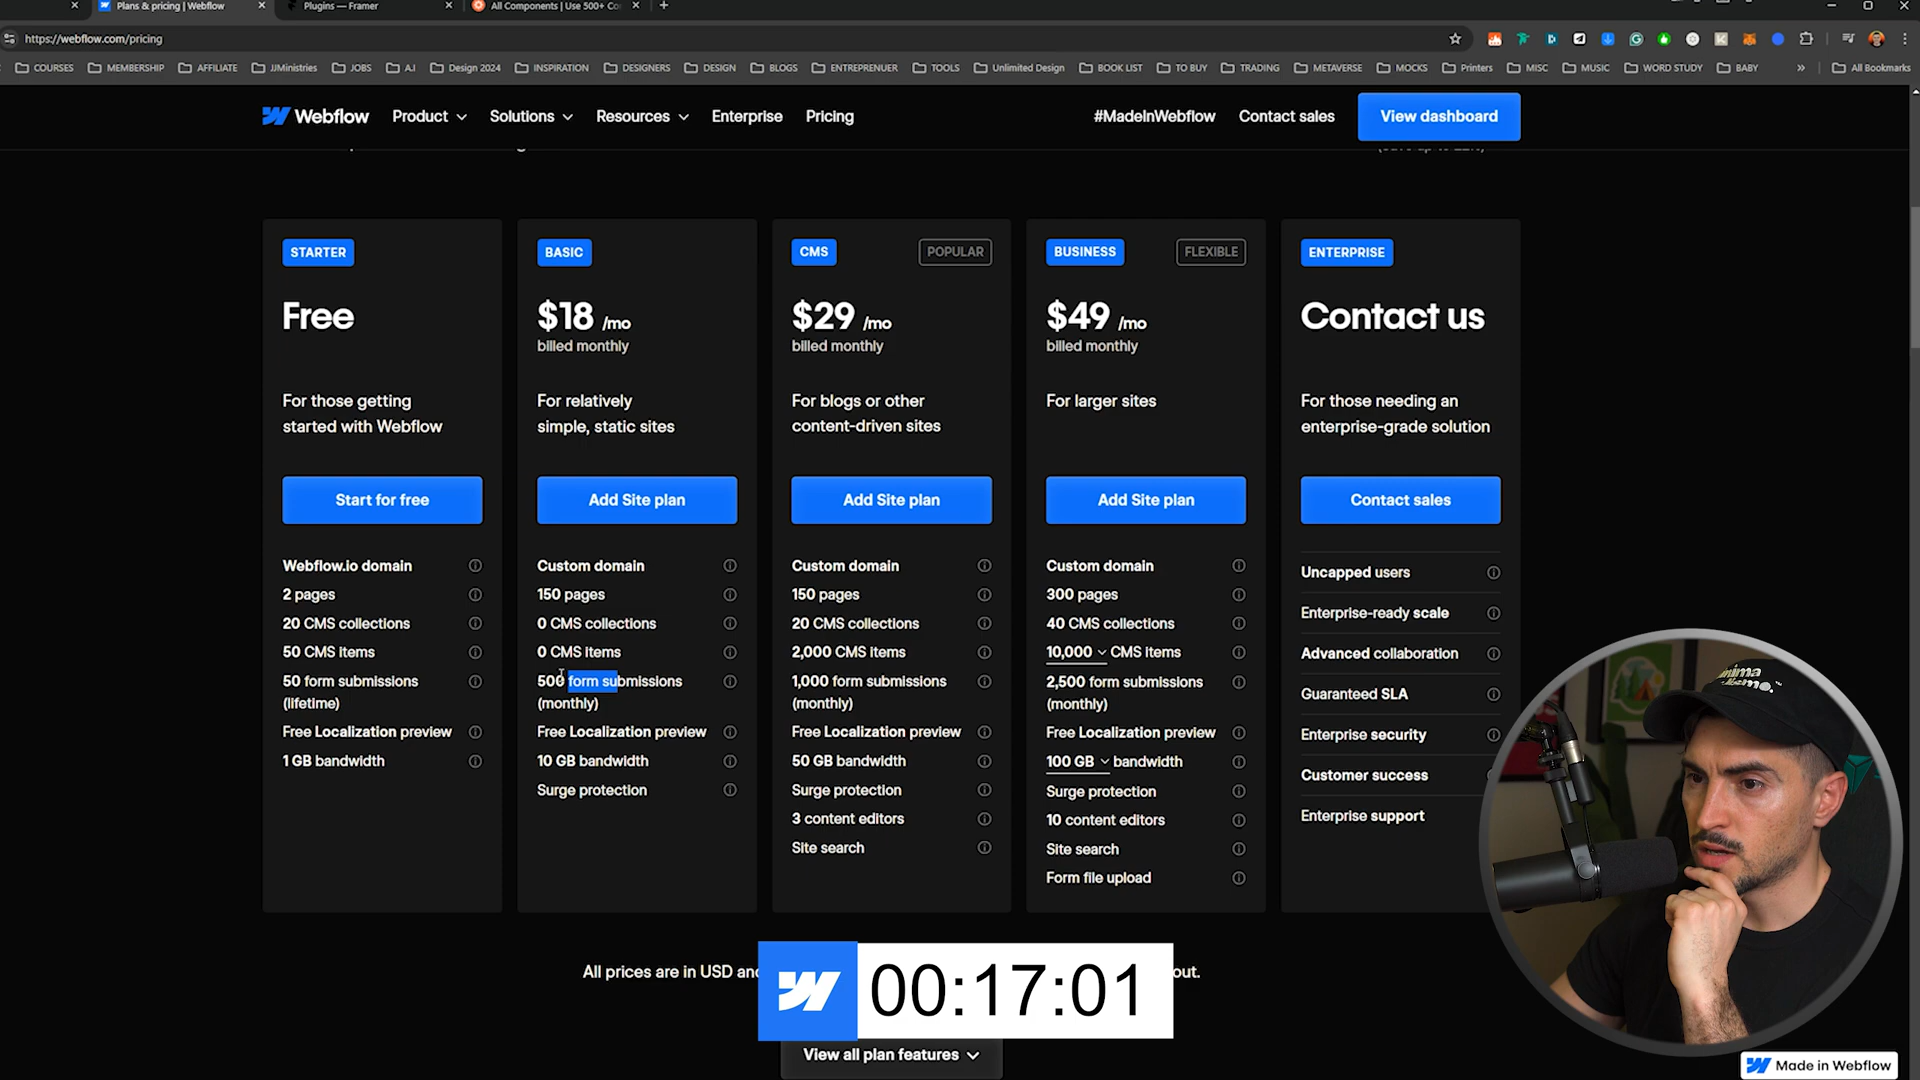 Plans & pricing | Webflow
Plugins — Framer
All Components | Use 500+ Co
https://webflow.com/pricing
COURSES
MEMBERSHIP
AFFILIATE
JJMinistries
JOBS
A.I
Design 2024
INSPIRATION
DESIGNERS
DESIGN
BLOGS
ENTREPRENUER
TOOLS
Unlimited Design
BOOK LIST
TO BUY
TRADING
METAVERSE
MOCKS
Printers
MISC
MUSIC
WORD STUDY
BABY
All Bookmarks
Webflow
Product
Solutions
Resources
Enterprise
Pricing
#MadeInWebflow
Contact sales
View dashboard
STARTER
Free
For those getting
started with Webflow
Start for free
Webflow.io domain
2 pages
20 CMS collections
50 CMS items
50 form submissions
(lifetime)
Free Localization preview
1 GB bandwidth
BASIC
$18 /mo
billed monthly
For relatively
simple, static sites
Add Site plan
Custom domain
150 pages
0 CMS collections
0 CMS items
500 form submissions
(monthly)
Free Localization preview
10 GB bandwidth
Surge protection
CMS
POPULAR
$29 /mo
billed monthly
For blogs or other
content-driven sites
Add Site plan
Custom domain
150 pages
20 CMS collections
2,000 CMS items
1,000 form submissions
(monthly)
Free Localization preview
50 GB bandwidth
Surge protection
3 content editors
Site search
BUSINESS
FLEXIBLE
$49 /mo
billed monthly
For larger sites
Add Site plan
Custom domain
300 pages
40 CMS collections
10,000 CMS items
2,500 form submissions
(monthly)
Free Localization preview
100 GB bandwidth
Surge protection
10 content editors
Site search
Form file upload
ENTERPRISE
Contact us
For those needing an
enterprise-grade solution
Contact sales
Uncapped users
Enterprise-ready scale
Advanced collaboration
Guaranteed SLA
Enterprise security
Customer success
Enterprise support
All prices are in USD and
out.
00:17:01
View all plan features
Made in Webflow